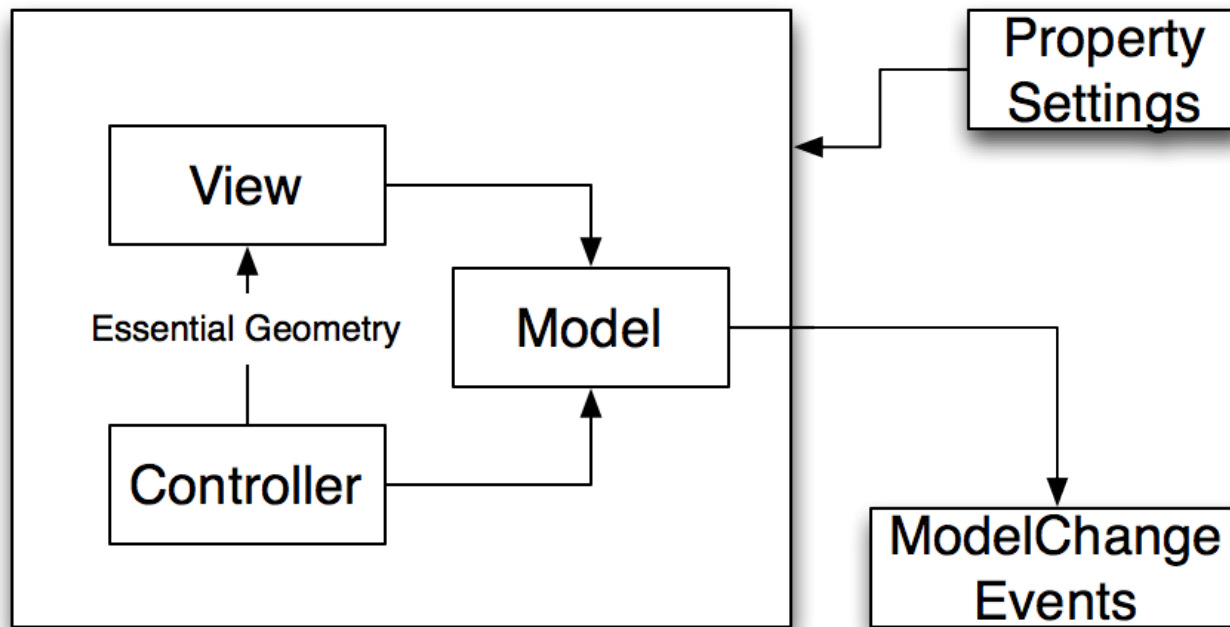 Property
Settings
View
Essential Geometry
Model
Controller
ModelChange
Events